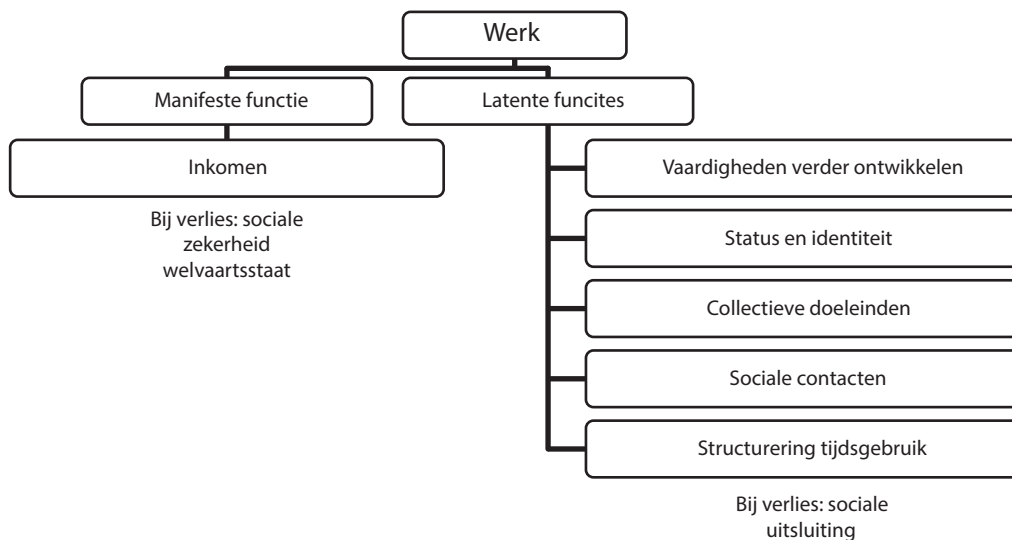 Werk
Manifeste functie
Latente funcites
Inkomen
Bij verlies: sociale
zekerheid
welvaartsstaat
Vaardigheden verder ontwikkelen
Status en identiteit
Collectieve doeleinden
Sociale contacten
Structurering tijdsgebruik
Bij verlies: sociale
uitsluiting